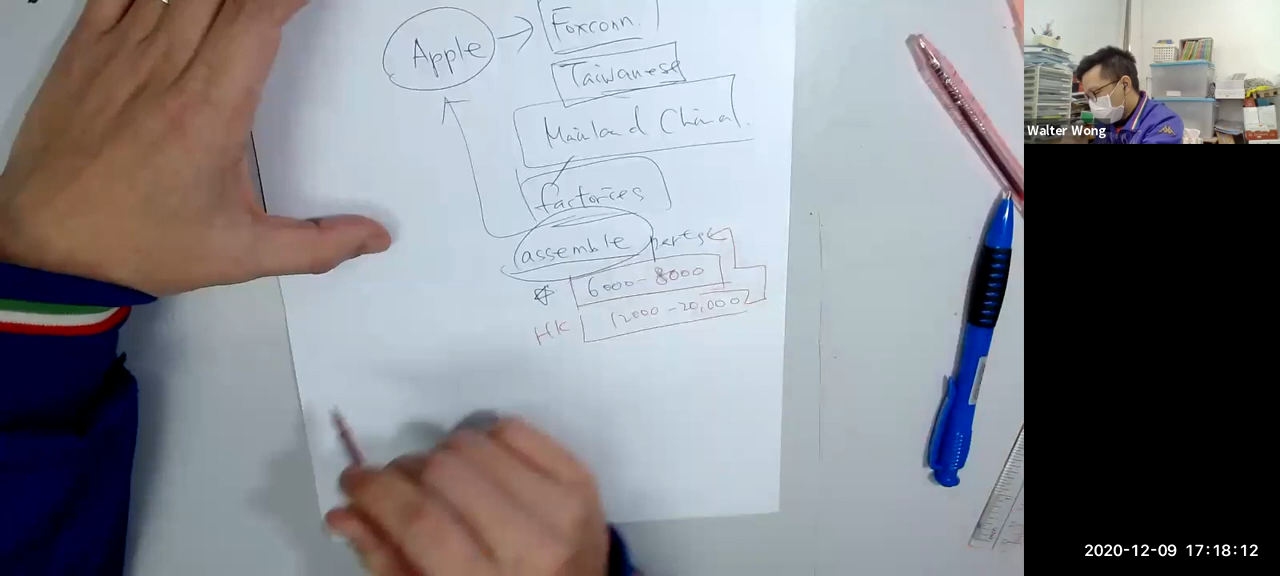 Apple → Foxconn.
Taiwanese
Mainland China.
factories
assemble parts
6000-8000
HK 12000-20,000
Walter Wong
2020-12-09 17:18:12